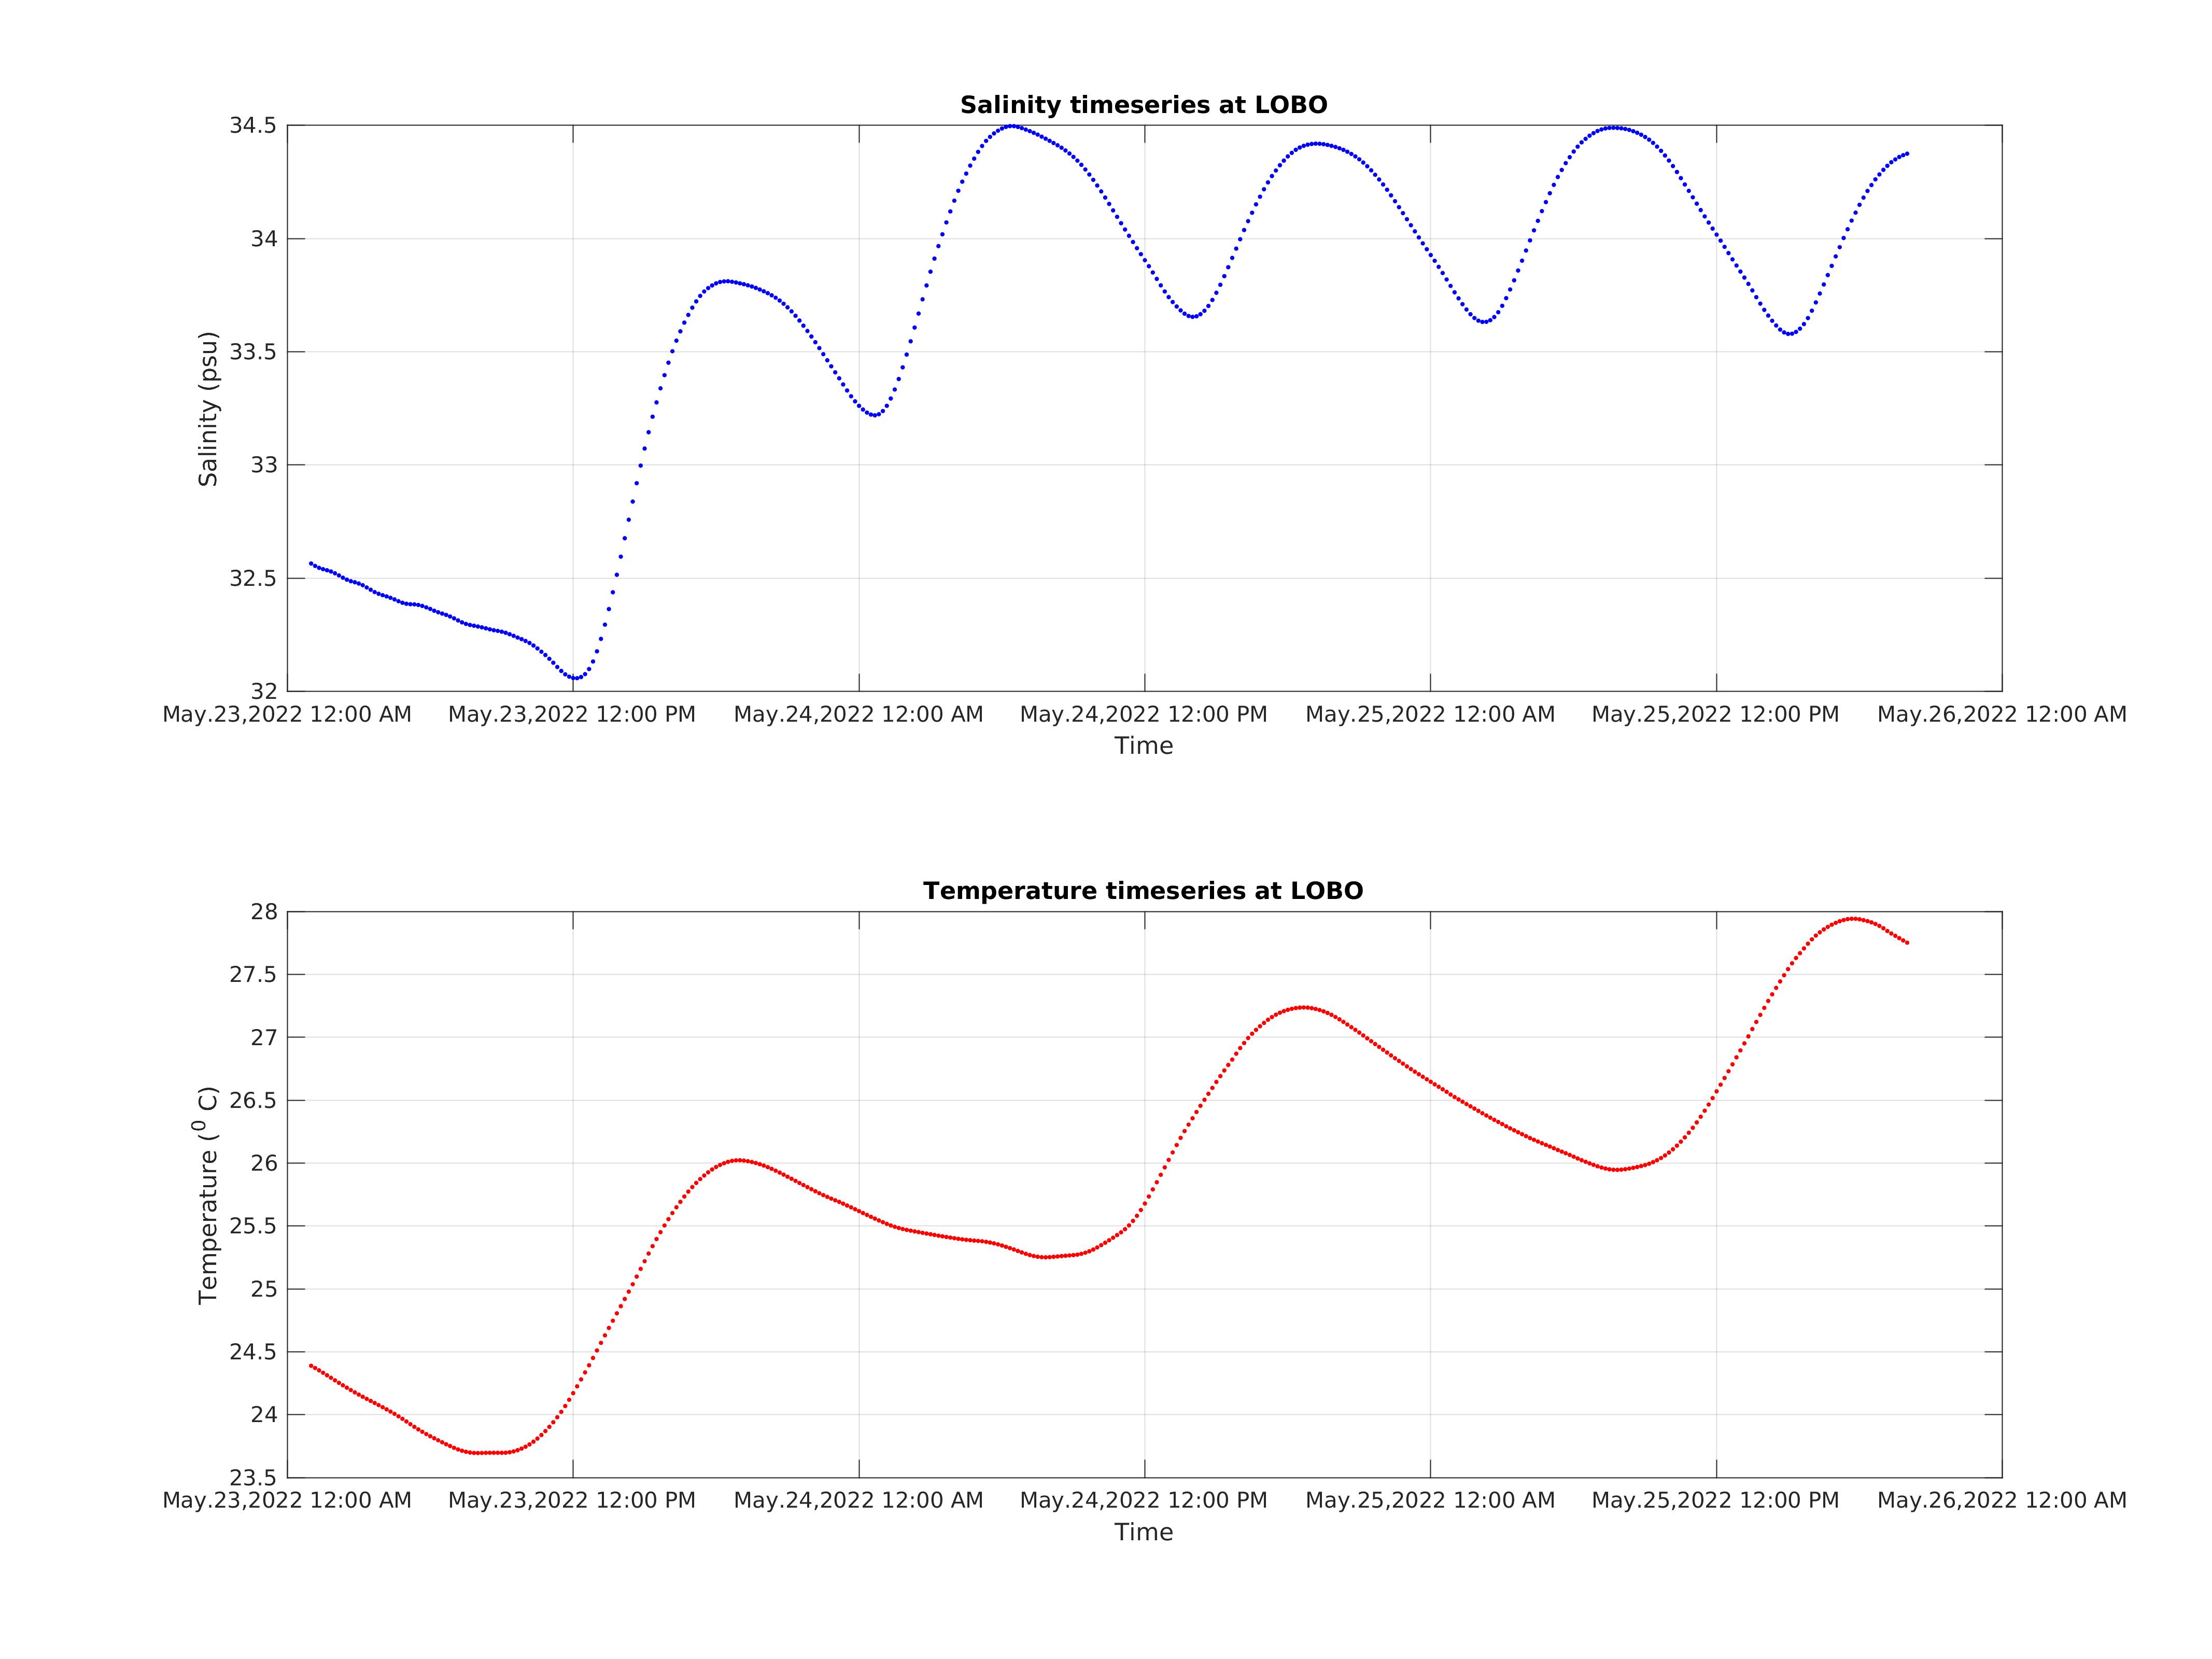 Salinity timeseries at LOBO
34.5
34
33.5
33
32.5
32
Salinity (psu)
May.23,2022 12:00 AM May.23,2022 12:00 PM May.24,2022 12:00 AM May.24,2022 12:00 PM May.25,2022 12:00 AM May.25,2022 12:00 PM May.26,2022 12:00 AM
Time
Temperature timeseries at LOBO
28
27.5
27
26.5
26
25.5
25
24.5
24
23.5
Temperature (⁰ C)
May.23,2022 12:00 AM May.23,2022 12:00 PM May.24,2022 12:00 AM May.24,2022 12:00 PM May.25,2022 12:00 AM May.25,2022 12:00 PM May.26,2022 12:00 AM
Time